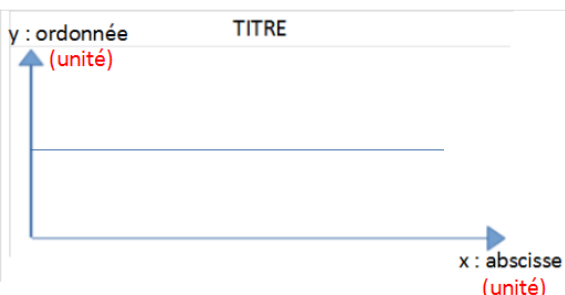 TITRE
y : ordonnée
(unité)
x : abscisse
(unité)